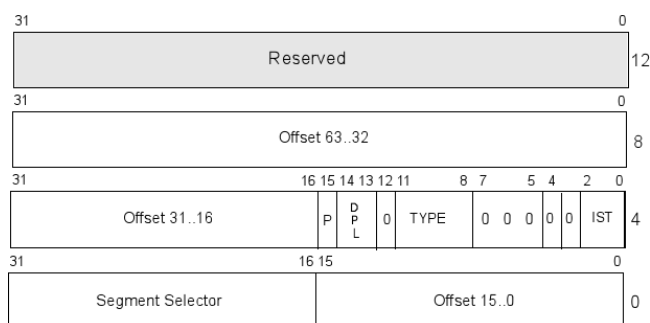 31 0
Reserved 12
31 0
Offset 63..32 8
31 16 15 14 13 12 11 8 7 5 4 2 0
Offset 31..16 P DPL 0 TYPE 0 0 0 0 0 IST 4
31 16 15 0
Segment Selector Offset 15..0 0